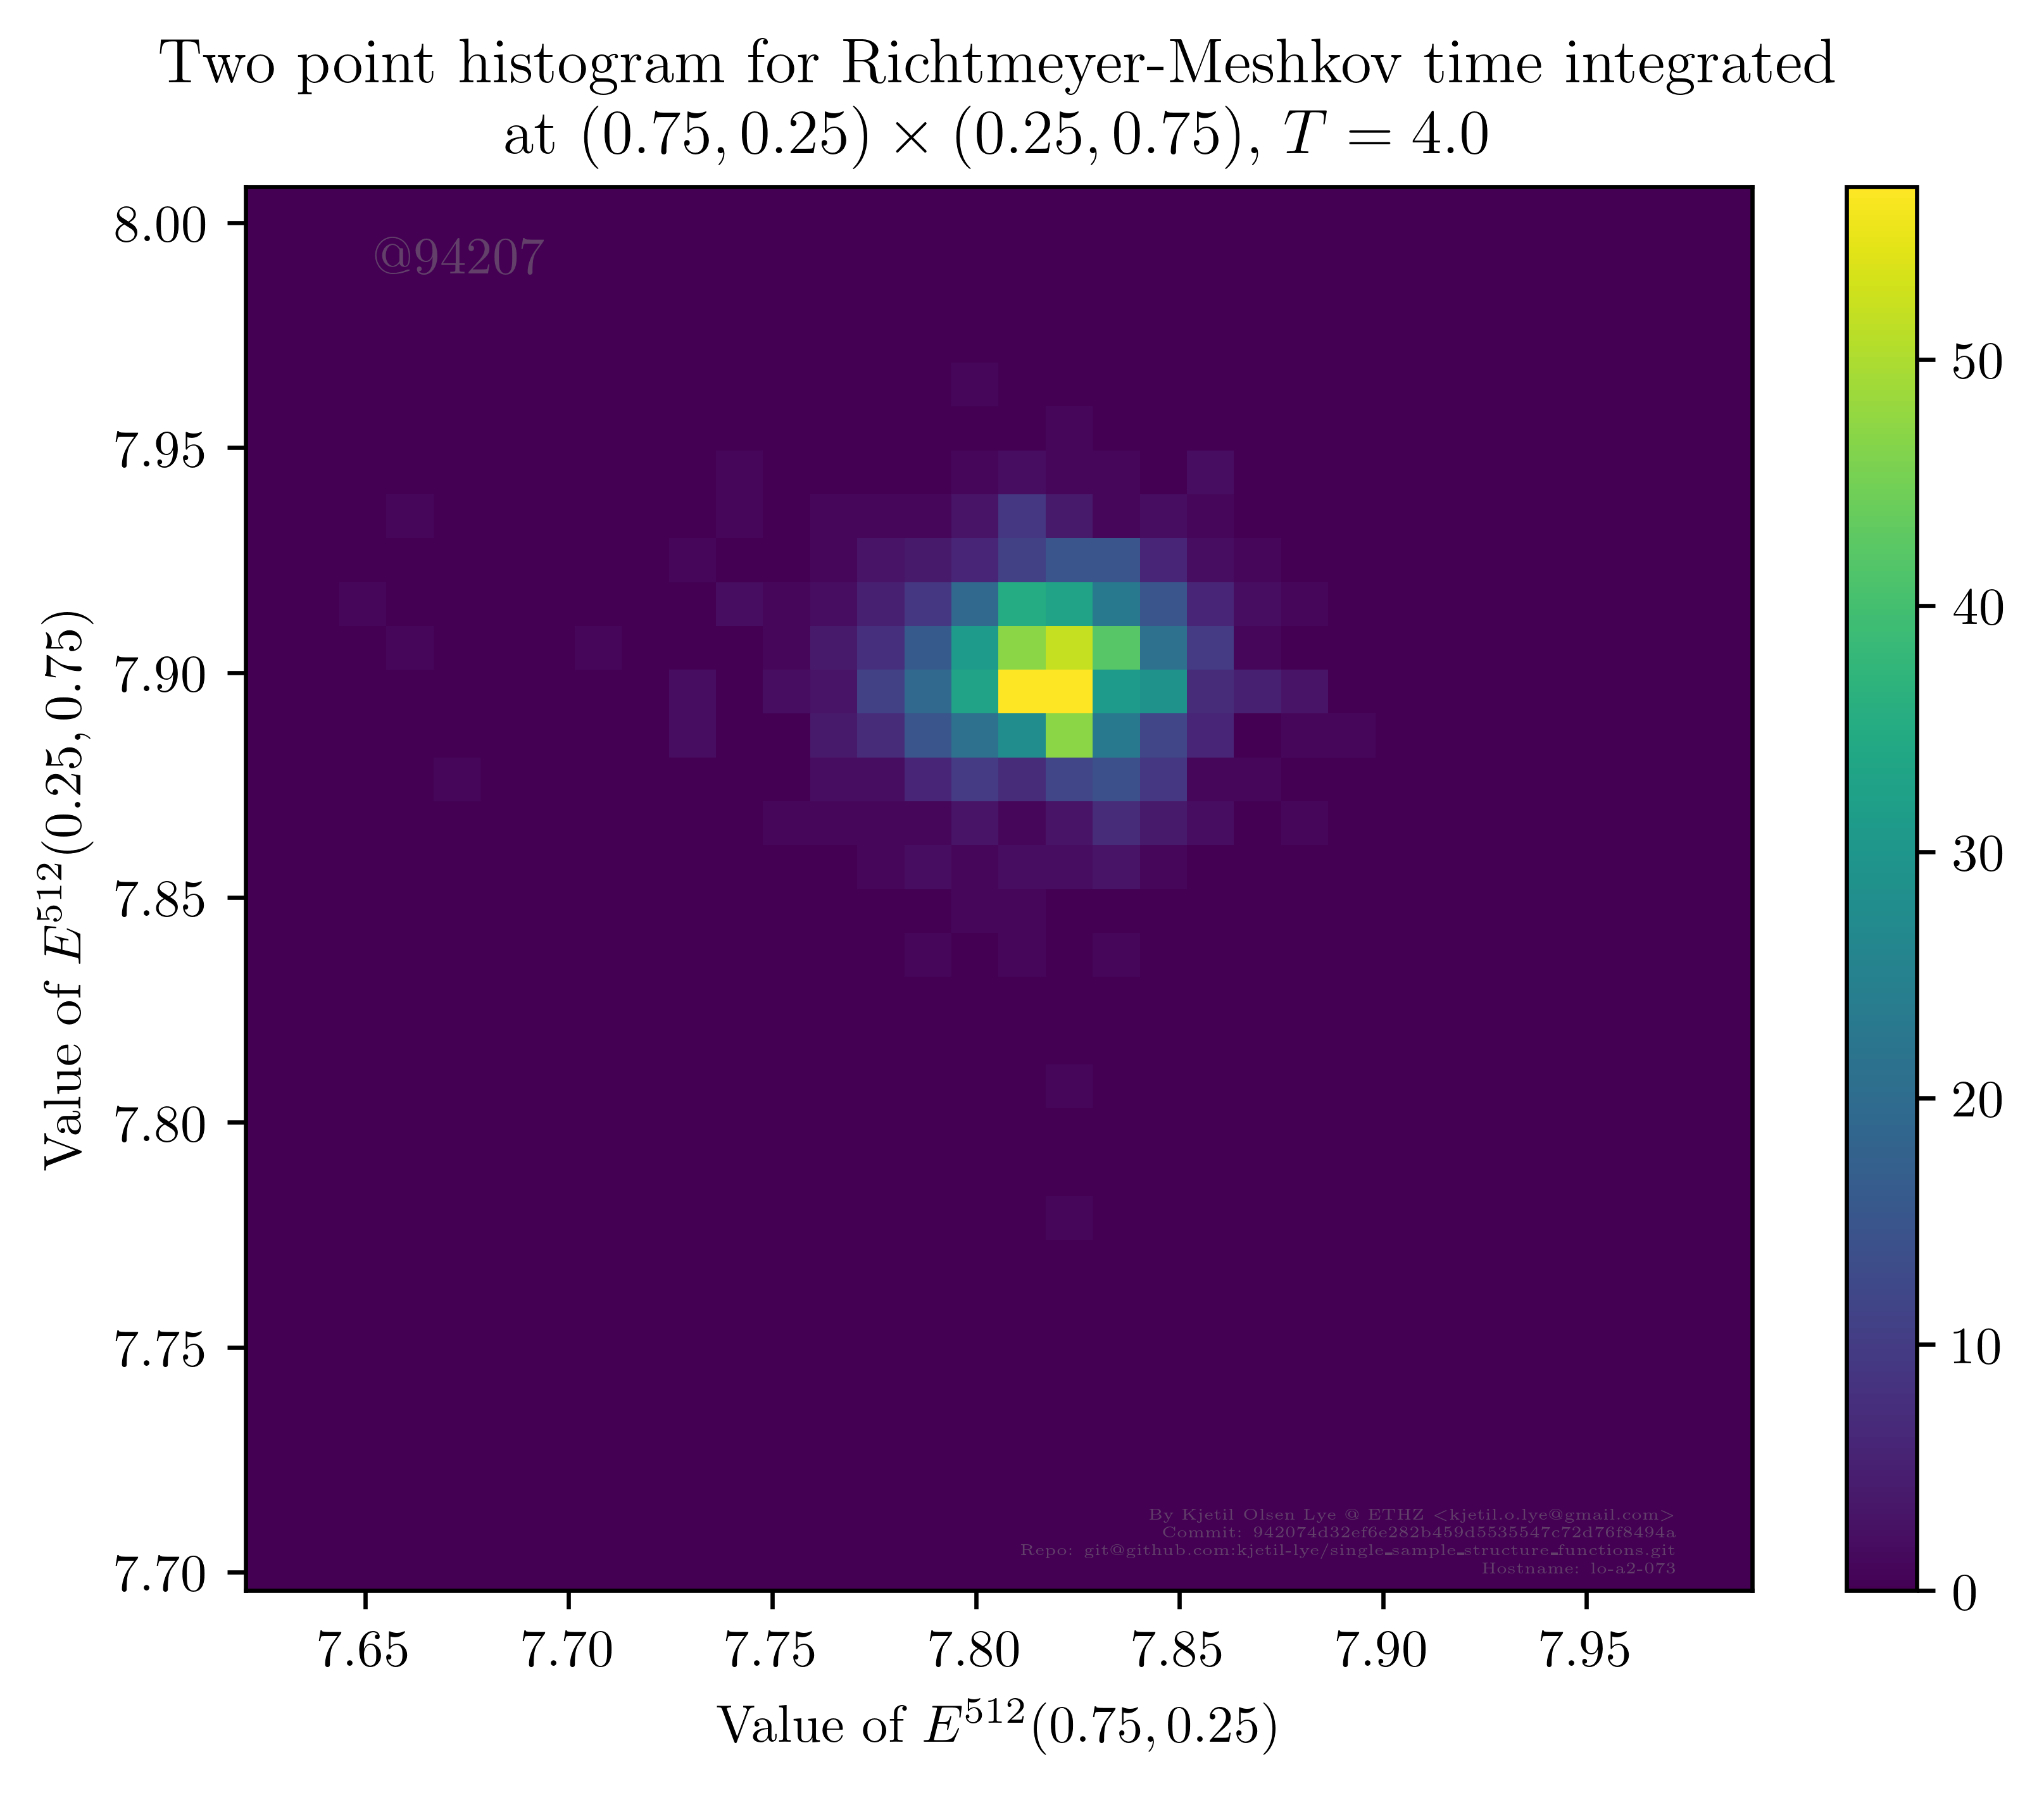 Two point histogram for Richtmeyer-Meshkov time integrated
at (0.75, 0.25) × (0.25, 0.75), T = 4.0
@94207
8.00
7.95
7.90
7.85
7.80
7.75
7.70
Value of E^512(0.25, 0.75)
7.65 7.70 7.75 7.80 7.85 7.90 7.95
Value of E^512(0.75, 0.25)
50
40
30
20
10
0
By Kjetil Olsen Lye @ ETHZ <kjetil.o.lye@gmail.com>
Commit: 942074d32ef6e282b459d5535547c72d76f8494a
Repo: git@github.com:kjetil-lye/single_sample_structure_functions.git
Hostname: lo-a2-073